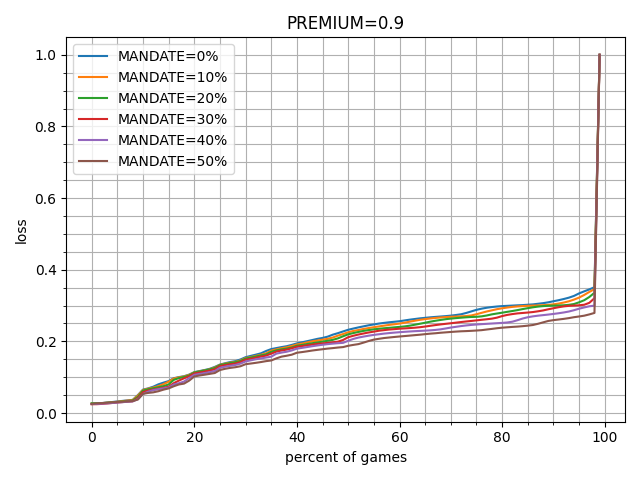 PREMIUM=0.9
1.0
0.8
0.6
0.4
0.2
0.0
loss
MANDATE=0%
MANDATE=10%
MANDATE=20%
MANDATE=30%
MANDATE=40%
MANDATE=50%
0 20 40 60 80 100
percent of games